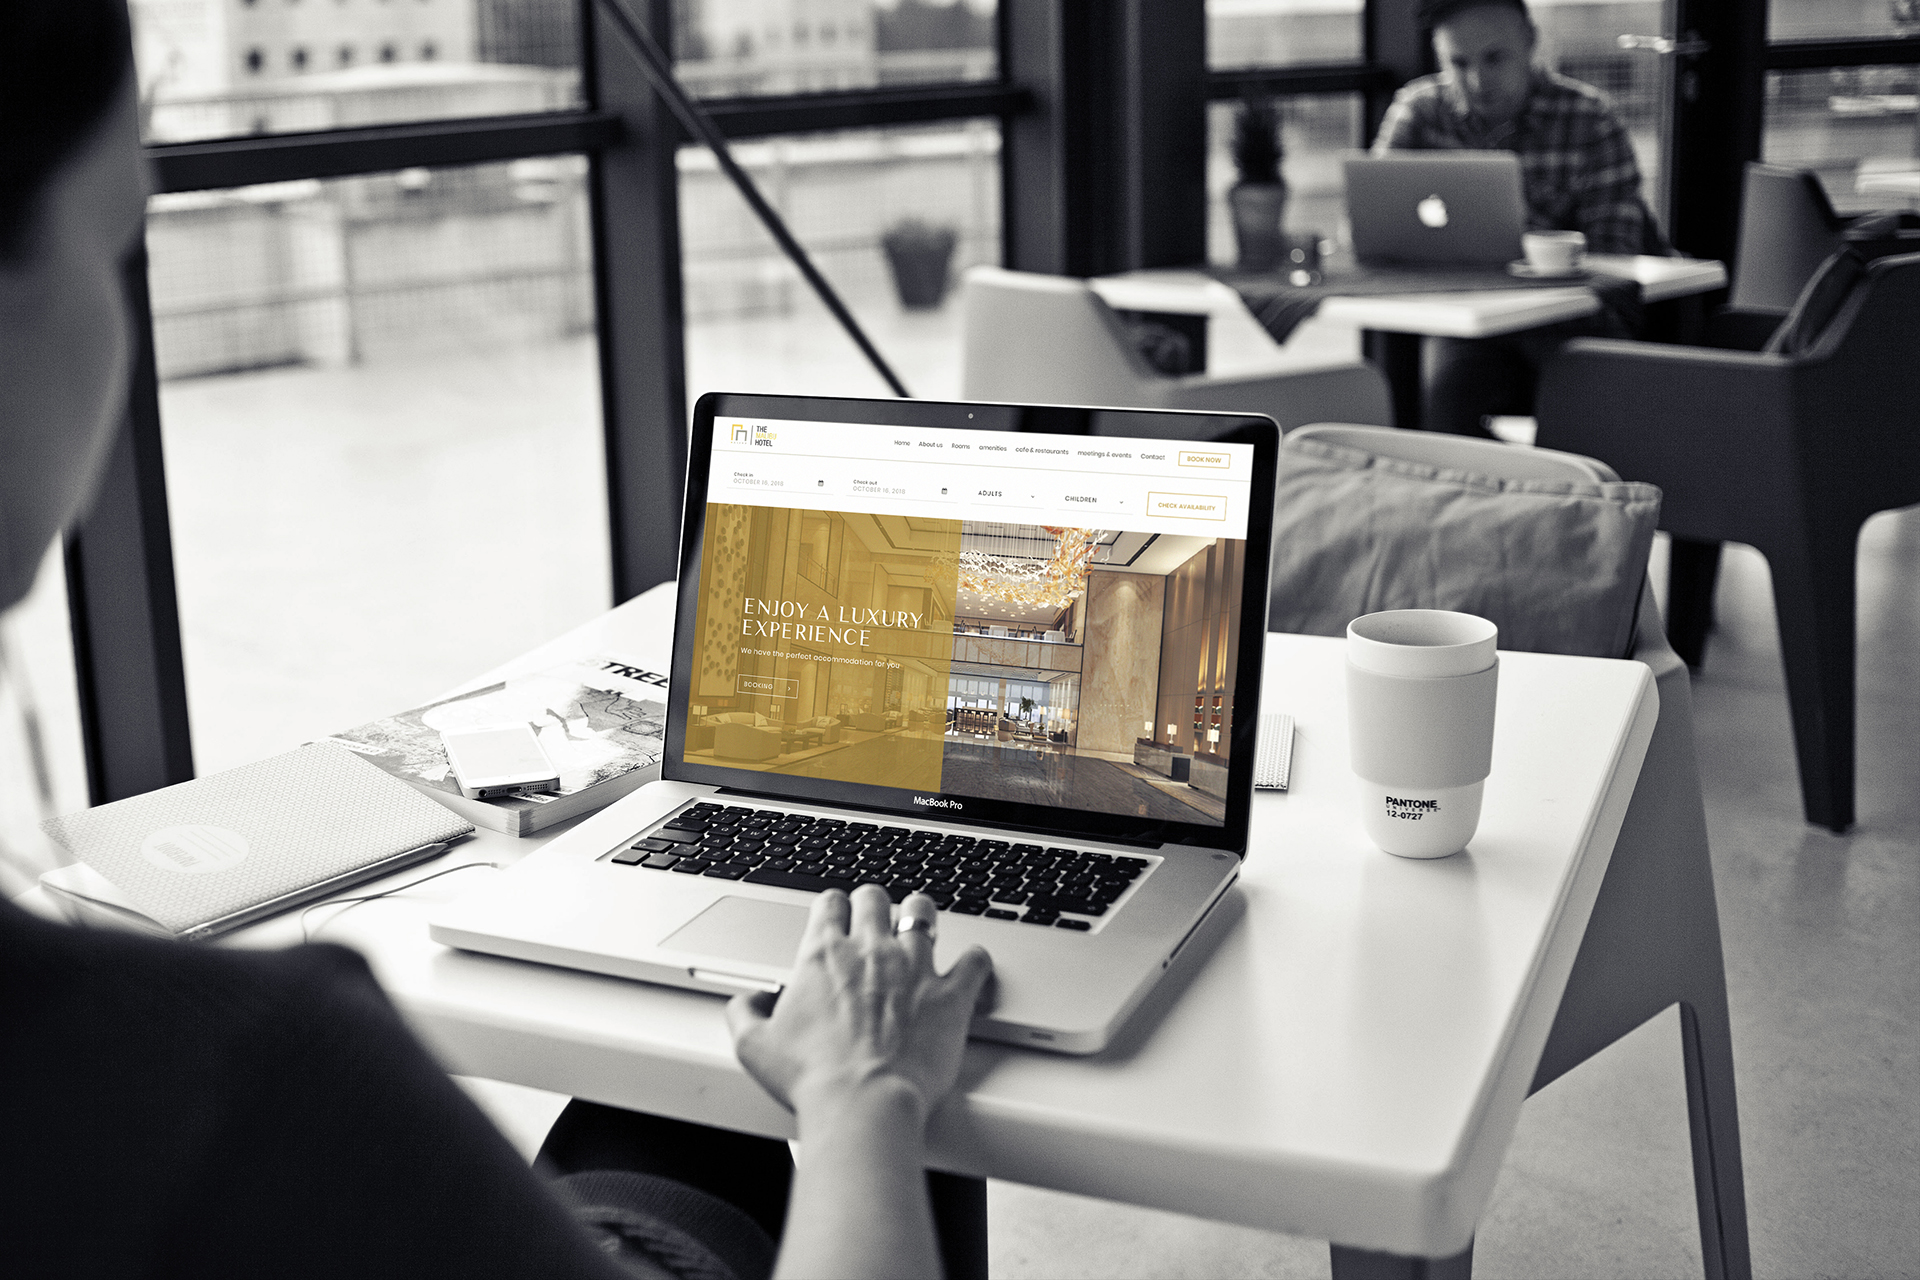 THE
HOTEL
Home About us Rooms amenities cafe & restaurants meetings & events Contact BOOK NOW
Check in
OCTOBER 16, 2018
Check out
OCTOBER 16, 2018
ADULTS
CHILDREN
CHECK AVAILABILITY
ENJOY A LUXURY
EXPERIENCE
We have the perfect accommodation for you
BOOKING
MacBook Pro
TREE
PANTONE
UNIVERSE
12-0727